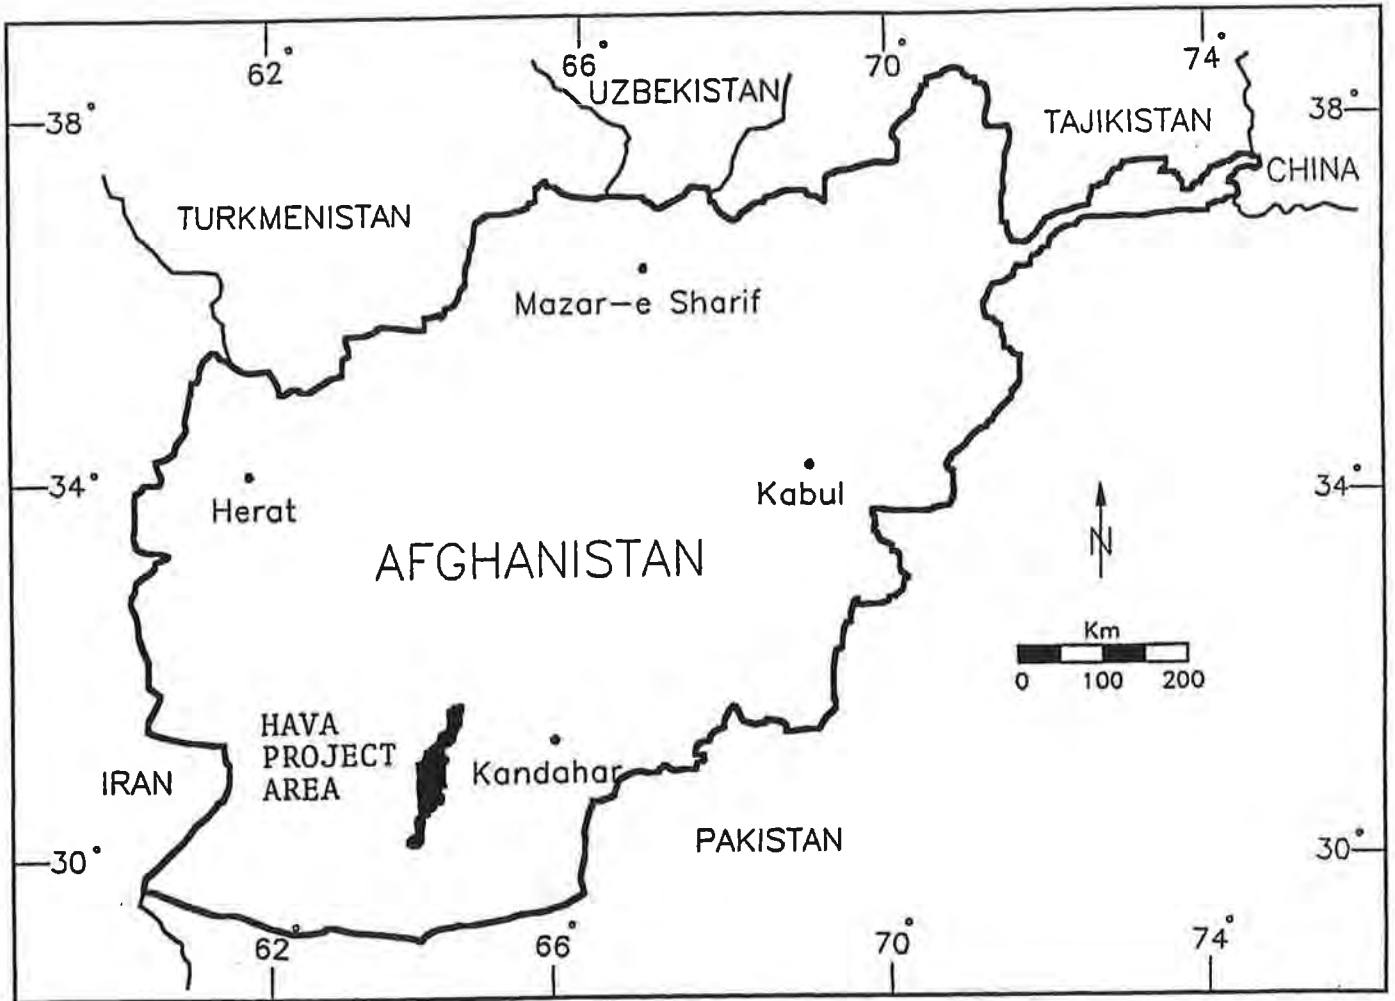 62°
66°
70°
74°
UZBEKISTAN
38°
TAJIKISTAN
38°
CHINA
TURKMENISTAN
Mazar-e Sharif
34°
Herat
Kabul
34°
AFGHANISTAN
N
Km
0 100 200
HAVA
PROJECT
AREA
Kandahar
IRAN
PAKISTAN
30°
30°
62°
66°
70°
74°